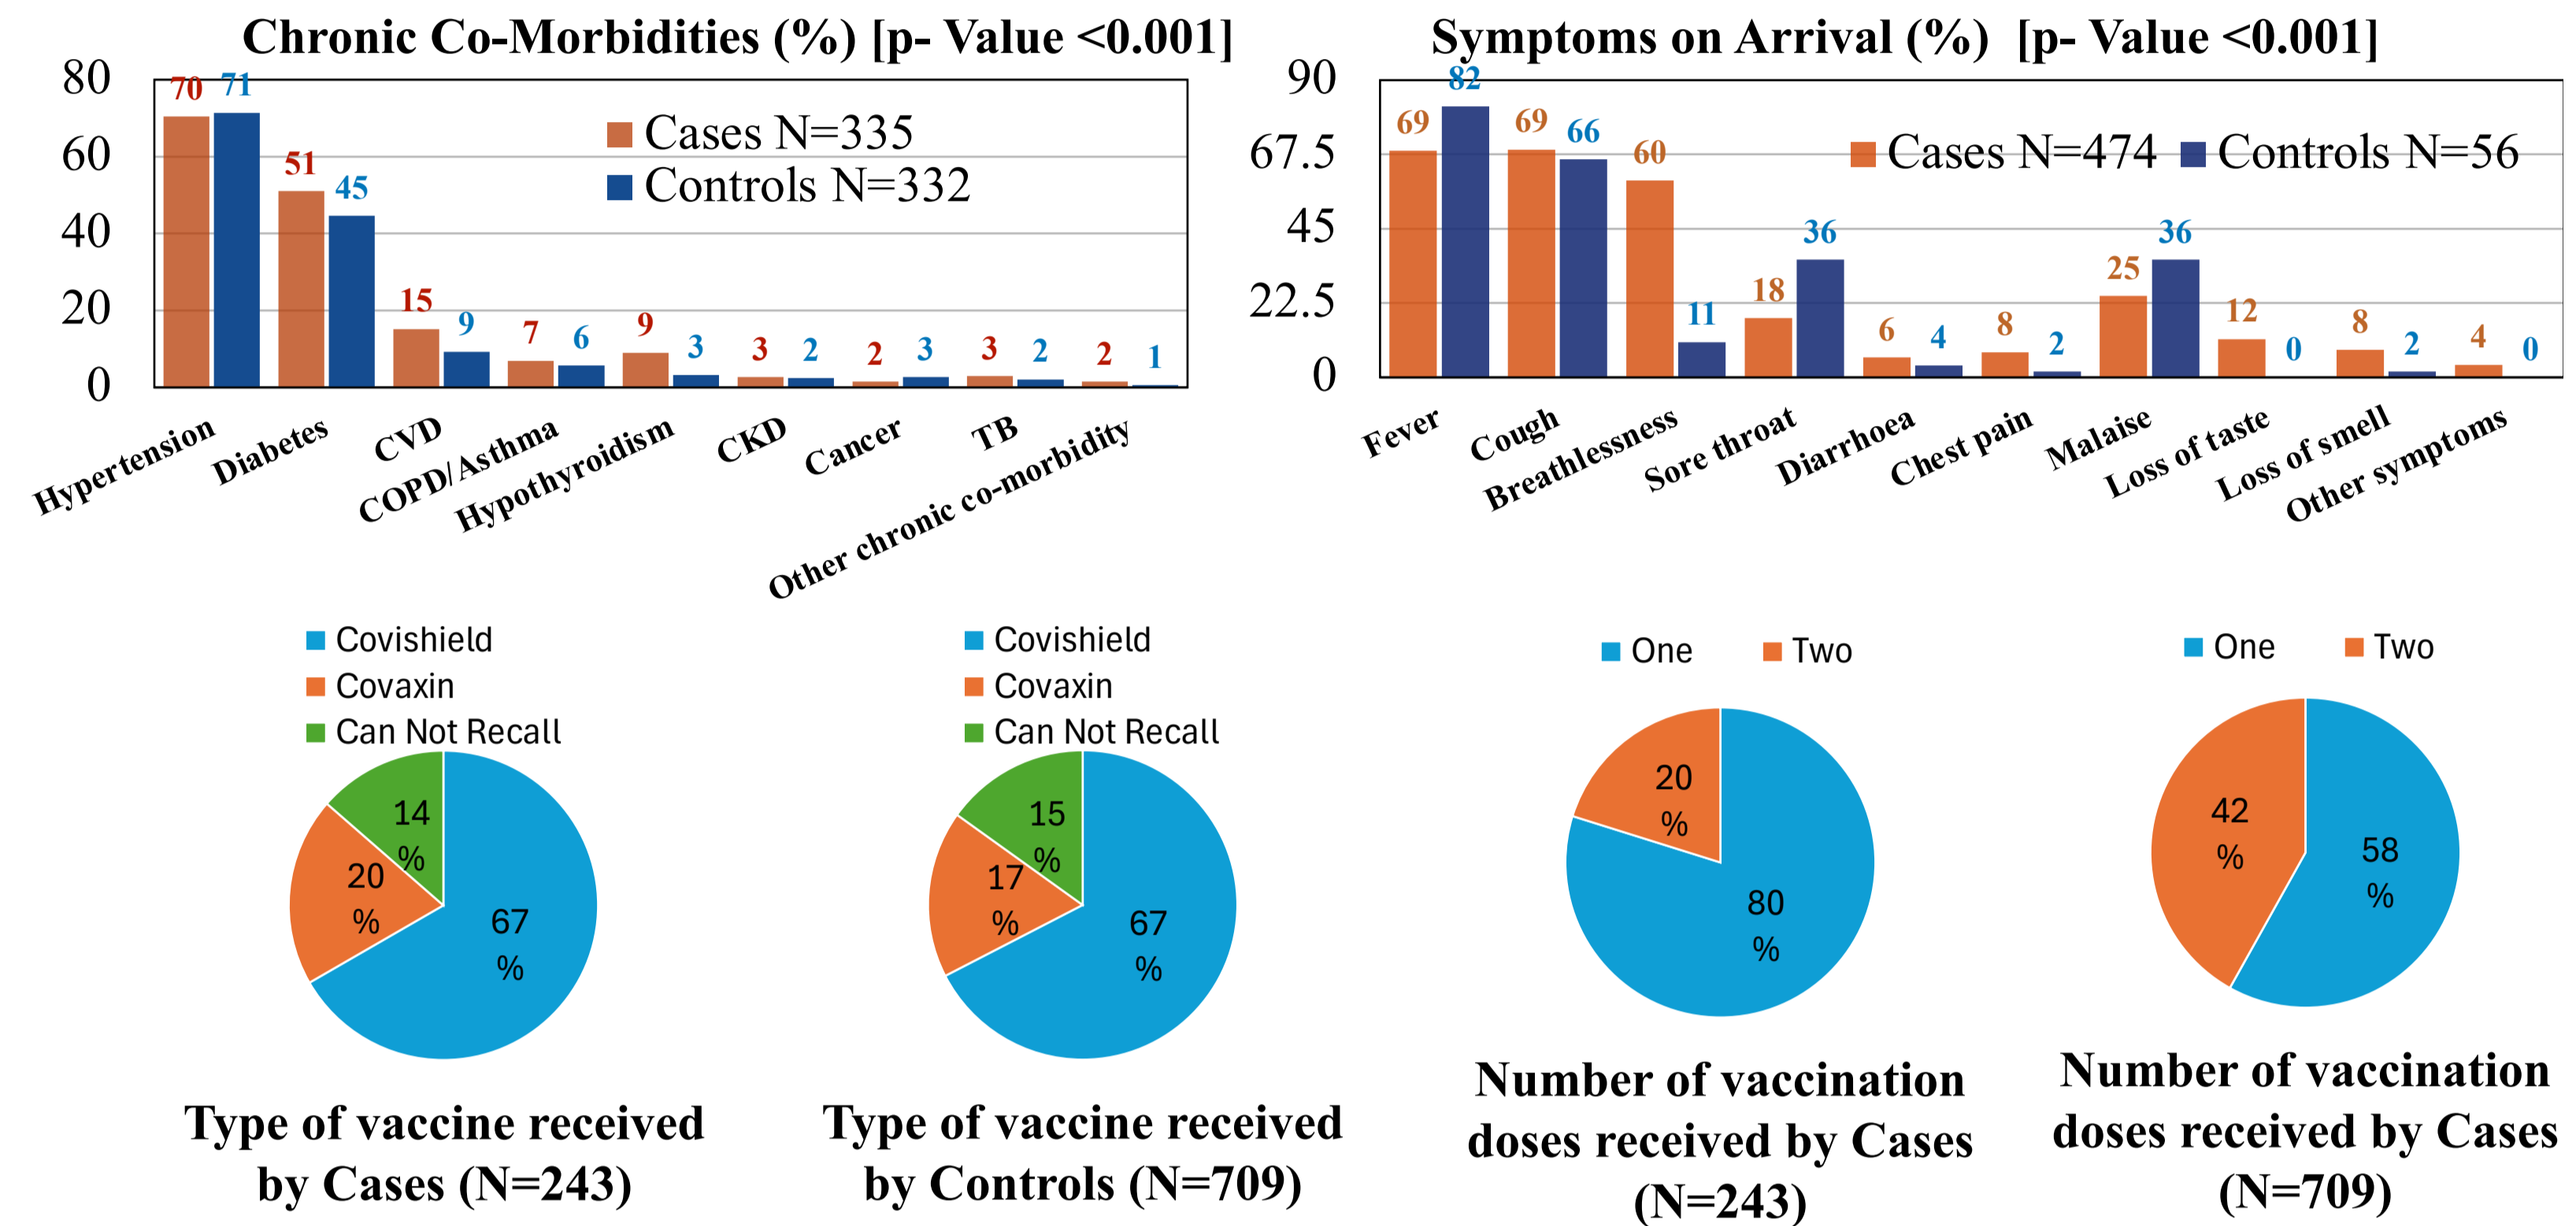 Chronic Co-Morbidities (%) [p- Value <0.001]
80
60
40
20
0
70 71
51
45
15
9
7
6
9
3
3
2
2
3
3
2
2
1
Cases N=335
Controls N=332
Hypertension
Diabetes
CVD
COPD/Asthma
Hypothyroidism
CKD
Cancer
TB
Other chronic co-morbidity
Symptoms on Arrival (%) [p- Value <0.001]
90
67.5
45
22.5
0
69
82
69
66
60
11
18
36
6
4
8
2
25
36
12
0
8
2
4
0
Cases N=474 Controls N=56
Fever
Cough
Breathlessness
Sore throat
Diarrhoea
Chest pain
Malaise
Loss of taste
Loss of smell
Other symptoms
Covishield
Covaxin
Can Not Recall
14
%
20
%
67
%
Type of vaccine received
by Cases (N=243)
Covishield
Covaxin
Can Not Recall
15
%
17
%
67
%
Type of vaccine received
by Controls (N=709)
One Two
20
%
80
%
Number of vaccination
doses received by Cases
(N=243)
One Two
42
%
58
%
Number of vaccination
doses received by Cases
(N=709)